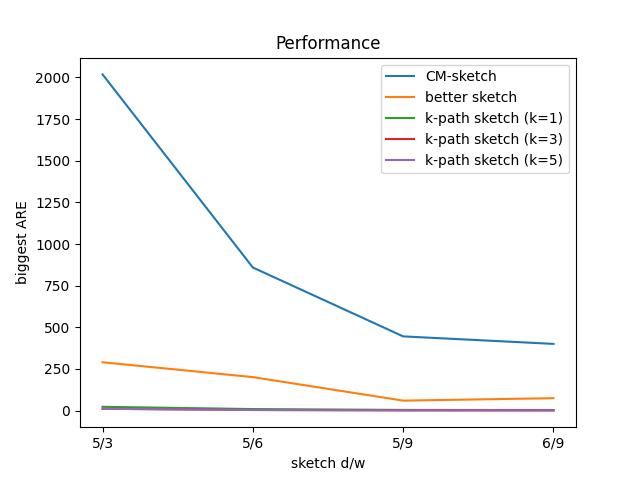 Performance
CM-sketch
better sketch
k-path sketch (k=1)
k-path sketch (k=3)
k-path sketch (k=5)
biggest ARE
2000
1750
1500
1250
1000
750
500
250
0
5/3 5/6 5/9 6/9
sketch d/w